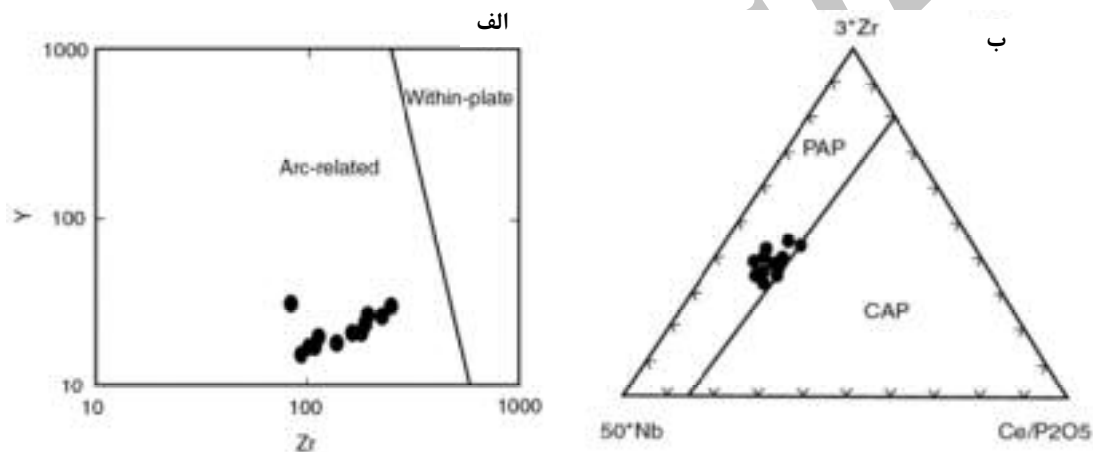 الف
1000
Within-plate
Arc-related
Y
100
10
10
100
1000
Zr
ب
3*Zr
PAP
CAP
50*Nb
Ce/P2O5